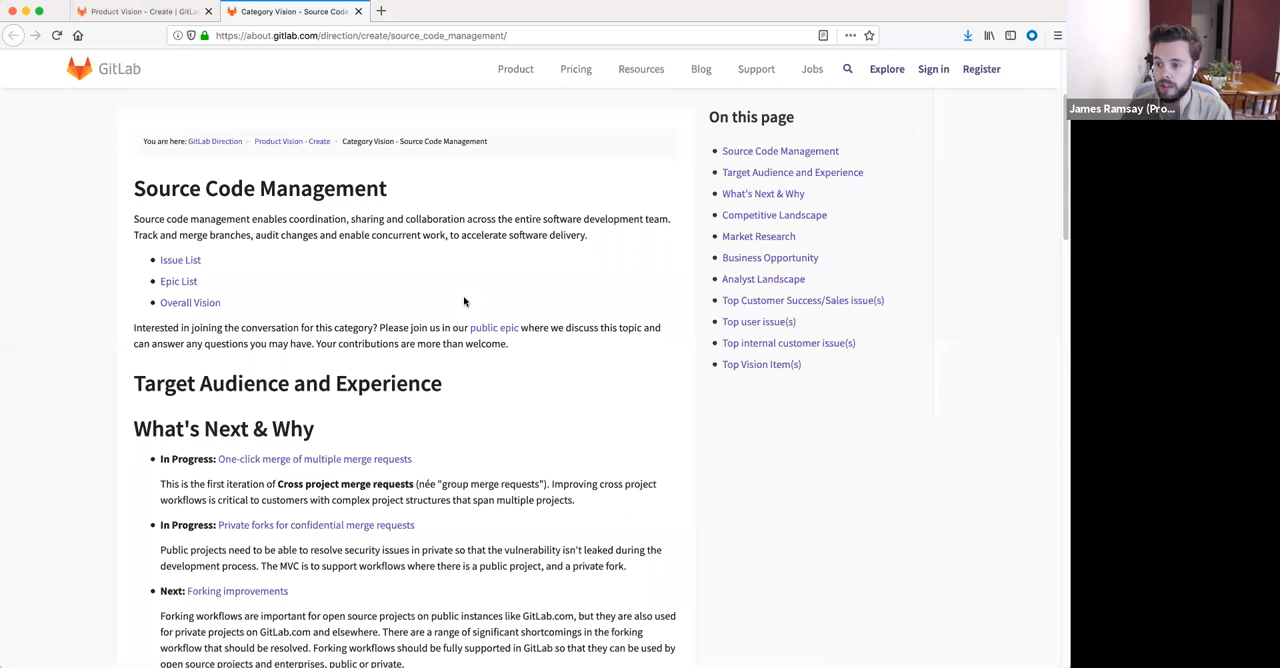 Product Vision - Create | GitLa
Category Vision - Source Code
https://about.gitlab.com/direction/create/source_code_management/
GitLab
Product Pricing Resources Blog Support Jobs Explore Sign in Register
James Ramsay (Pro...
You are here: GitLab Direction Product Vision - Create Category Vision - Source Code Management
Source Code Management
Source code management enables coordination, sharing and collaboration across the entire software development team.
Track and merge branches, audit changes and enable concurrent work, to accelerate software delivery.
Issue List
Epic List
Overall Vision
Interested in joining the conversation for this category? Please join us in our public epic where we discuss this topic and
can answer any questions you may have. Your contributions are more than welcome.
Target Audience and Experience
What's Next & Why
In Progress: One-click merge of multiple merge requests
This is the first iteration of Cross project merge requests (née "group merge requests"). Improving cross project
workflows is critical to customers with complex project structures that span multiple projects.
In Progress: Private forks for confidential merge requests
Public projects need to be able to resolve security issues in private so that the vulnerability isn't leaked during the
development process. The MVC is to support workflows where there is a public project, and a private fork.
Next: Forking improvements
Forking workflows are important for open source projects on public instances like GitLab.com, but they are also used
for private projects on GitLab.com and elsewhere. There are a range of significant shortcomings in the forking
workflow that should be resolved. Forking workflows should be fully supported in GitLab so that they can be used by
open source projects and enterprises, public or private.
On this page
Source Code Management
Target Audience and Experience
What's Next & Why
Competitive Landscape
Market Research
Business Opportunity
Analyst Landscape
Top Customer Success/Sales issue(s)
Top user issue(s)
Top internal customer issue(s)
Top Vision Item(s)